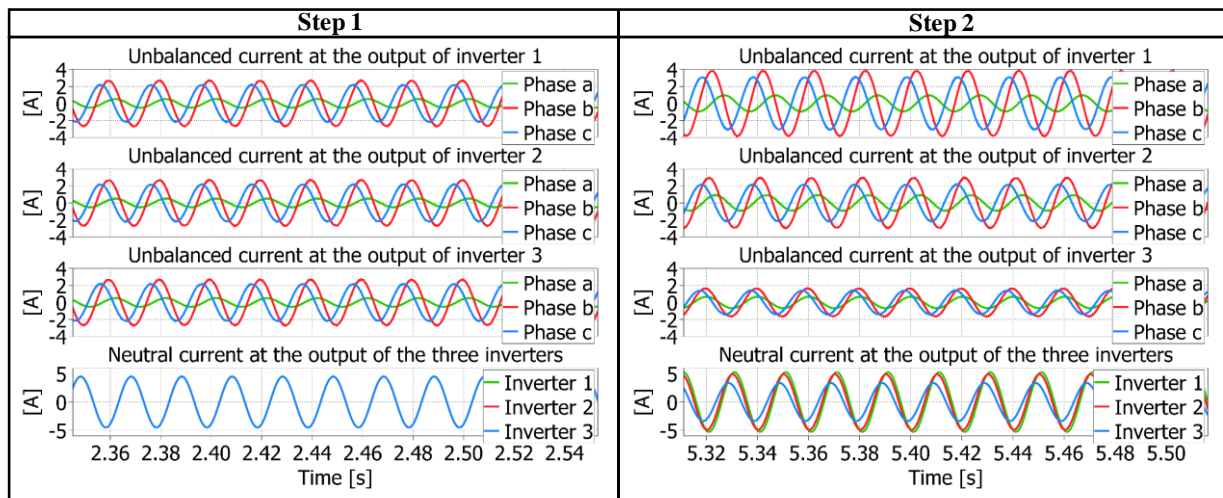 Step 1
Unbalanced current at the output of inverter 1
[A]
4
2
0
-2
-4
Phase a
Phase b
Phase c
Unbalanced current at the output of inverter 2
[A]
4
2
0
-2
-4
Phase a
Phase b
Phase c
Unbalanced current at the output of inverter 3
[A]
4
2
0
-2
-4
Phase a
Phase b
Phase c
Neutral current at the output of the three inverters
[A]
5
0
-5
Inverter 1
Inverter 2
Inverter 3
2.36 2.38 2.40 2.42 2.44 2.46 2.48 2.50 2.52 2.54
Time [s]
Step 2
Unbalanced current at the output of inverter 1
[A]
4
2
0
-2
-4
Phase a
Phase b
Phase c
Unbalanced current at the output of inverter 2
[A]
4
2
0
-2
-4
Phase a
Phase b
Phase c
Unbalanced current at the output of inverter 3
[A]
4
2
0
-2
-4
Phase a
Phase b
Phase c
Neutral current at the output of the three inverters
[A]
5
0
-5
Inverter 1
Inverter 2
Inverter 3
5.32 5.34 5.36 5.38 5.40 5.42 5.44 5.46 5.48 5.50
Time [s]